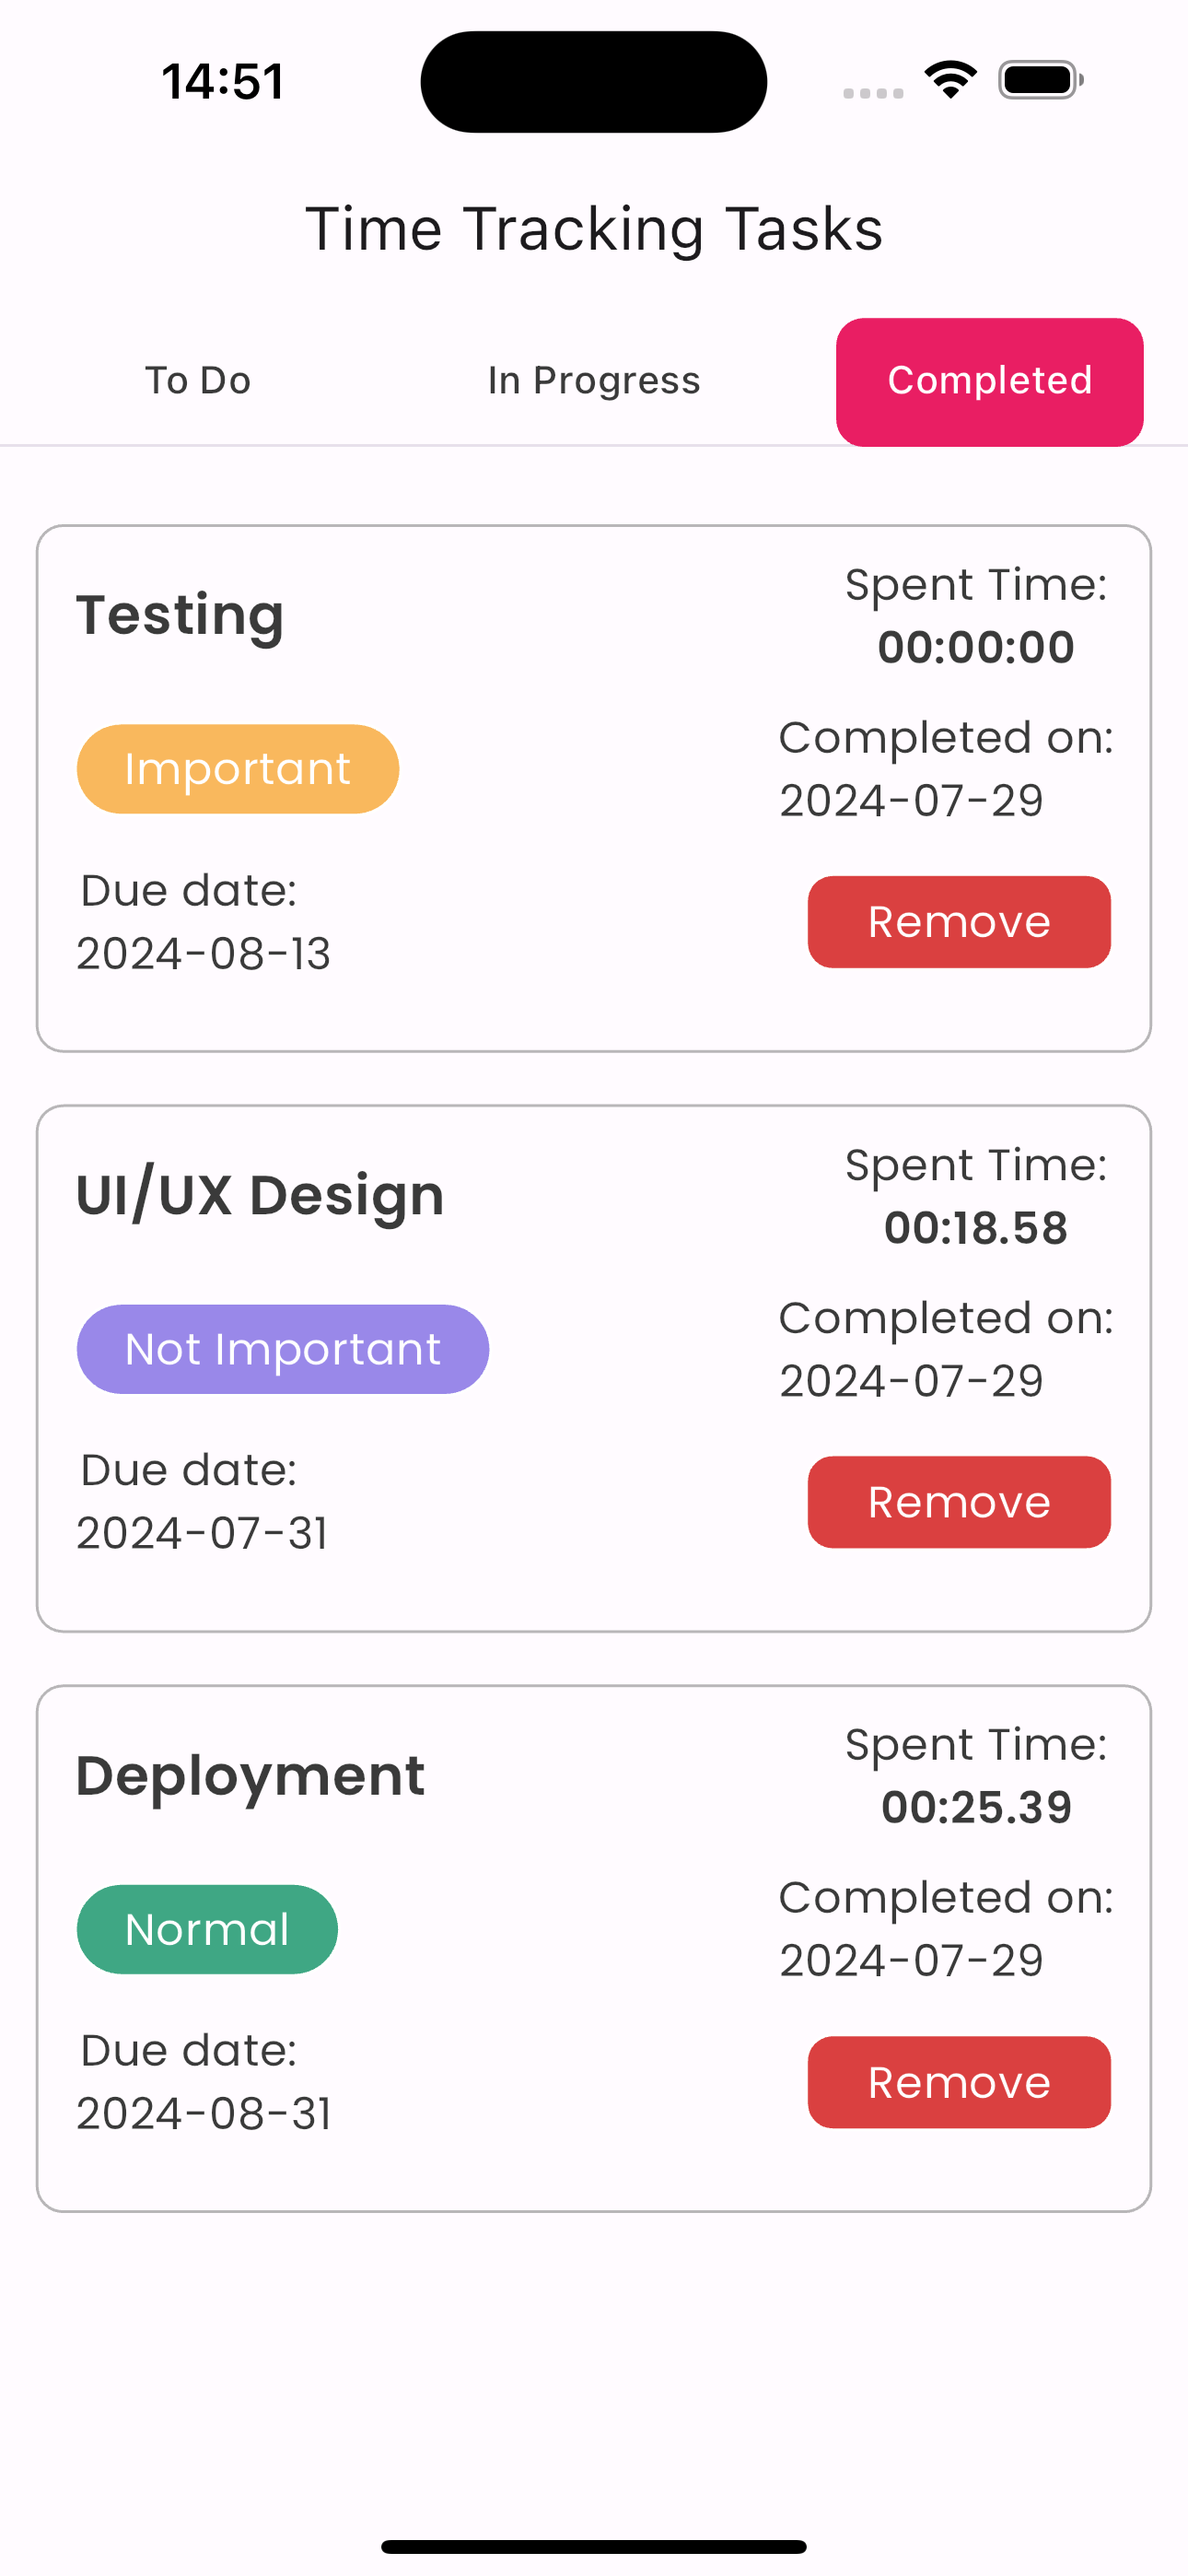 14:51
Time Tracking Tasks
To Do
In Progress
Completed
Testing
Spent Time:
00:00:00
Important
Completed on:
2024-07-29
Due date:
2024-08-13
Remove
UI/UX Design
Spent Time:
00:18.58
Not Important
Completed on:
2024-07-29
Due date:
2024-07-31
Remove
Deployment
Spent Time:
00:25.39
Normal
Completed on:
2024-07-29
Due date:
2024-08-31
Remove